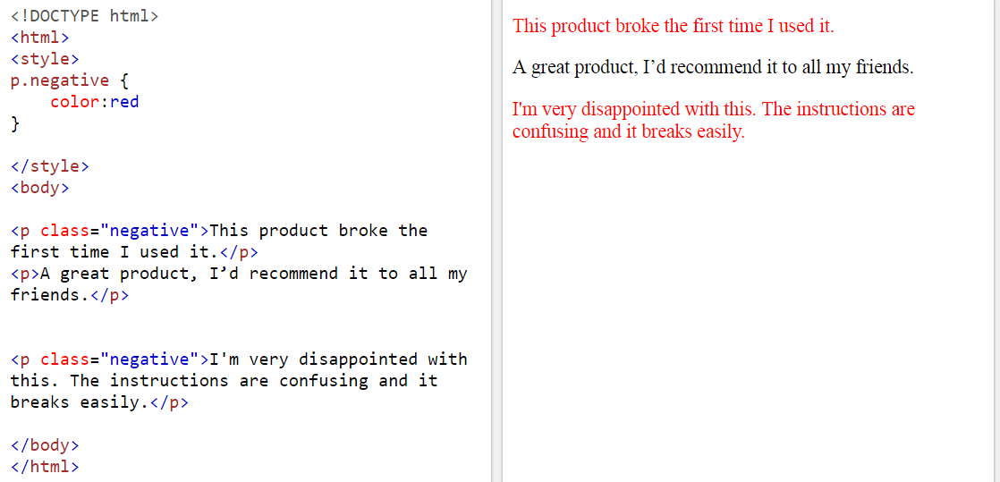 <!DOCTYPE html>
<html>
<style>
p.negative {
    color:red
}
</style>
<body>
<p class="negative">This product broke the
first time I used it.</p>
<p>A great product, I’d recommend it to all my
friends.</p>
<p class="negative">I'm very disappointed with
this. The instructions are confusing and it
breaks easily.</p>
</body>
</html>
This product broke the first time I used it.
A great product, I’d recommend it to all my friends.
I'm very disappointed with this. The instructions are
confusing and it breaks easily.